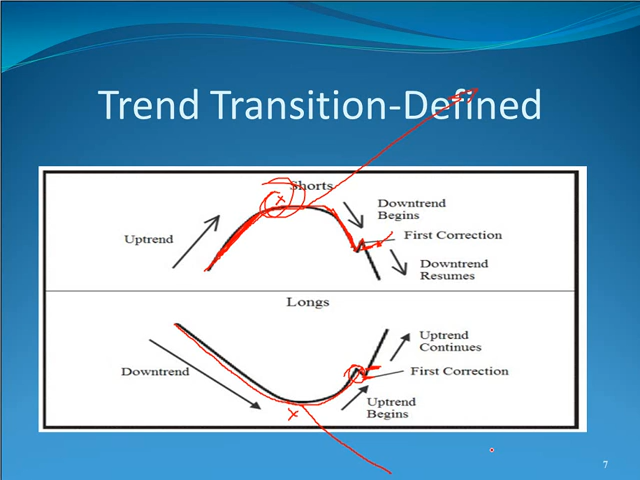 Trend Transition-Defined
Shorts
Uptrend
Downtrend
Begins
First Correction
Downtrend
Resumes
Longs
Downtrend
Uptrend
Continues
First Correction
Uptrend
Begins
x
x
7